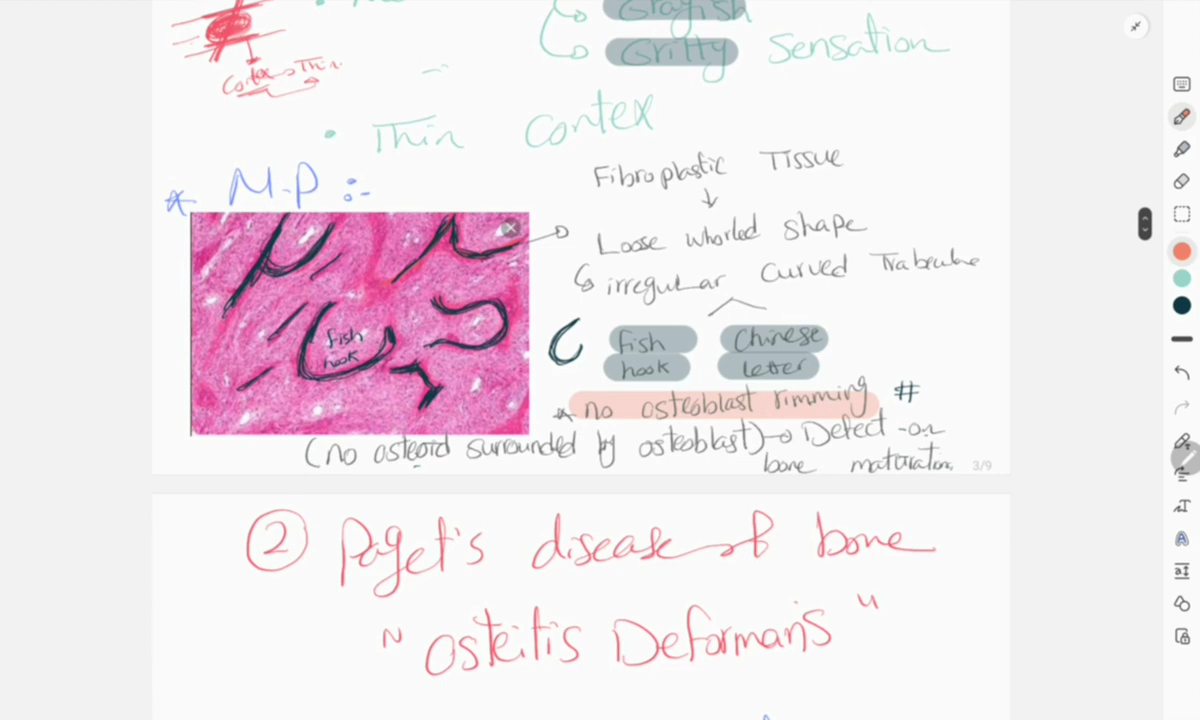 Grayish
Gritty Sensation
Cortex → Thin
• Thin Cortex
* M.P :-
Fibroplastic Tissue
↓
Loose whorled shape
irregular curved Trabeculae
fish hook
fish Chinese
hook letter
* no osteoblast rimming #
(no osteoid surrounded by osteoblast) → Defect on
bone maturation
3/9
② Paget's disease of bone
"Osteitis Deformans"